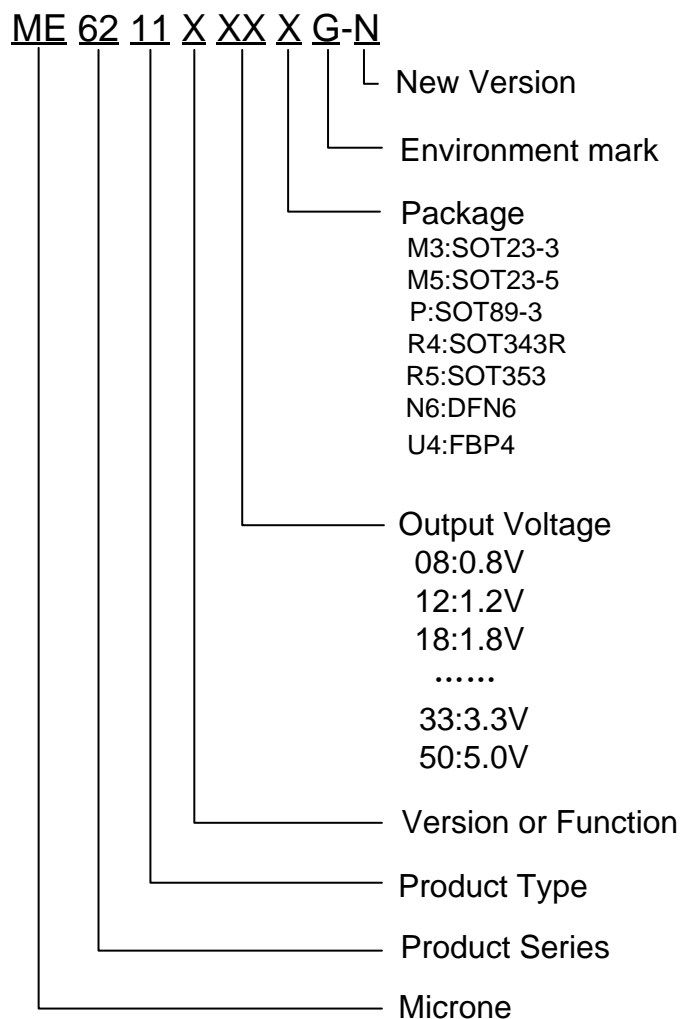 ME 62 11 X XX X G-N
New Version
Environment mark
Package
M3:SOT23-3
M5:SOT23-5
P:SOT89-3
R4:SOT343R
R5:SOT353
N6:DFN6
U4:FBP4
Output Voltage
08:0.8V
12:1.2V
18:1.8V
……
33:3.3V
50:5.0V
Version or Function
Product Type
Product Series
Microne